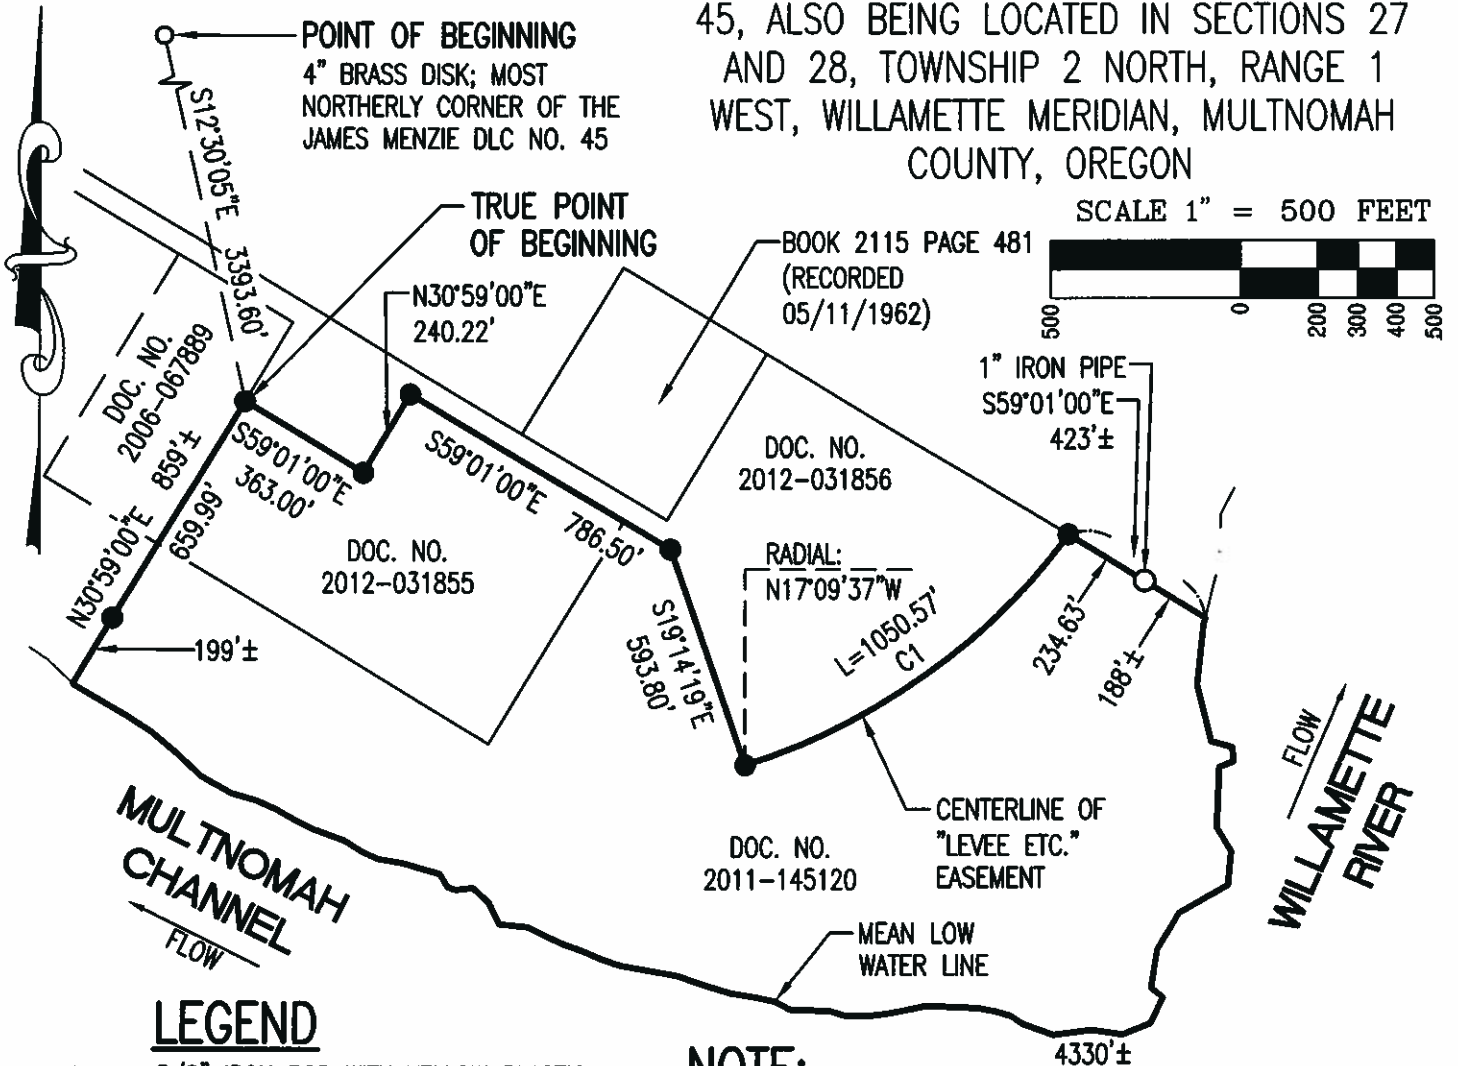 45, ALSO BEING LOCATED IN SECTIONS 27
AND 28, TOWNSHIP 2 NORTH, RANGE 1
WEST, WILLAMETTE MERIDIAN, MULTNOMAH
COUNTY, OREGON
POINT OF BEGINNING
4" BRASS DISK; MOST
NORTHERLY CORNER OF THE
JAMES MENZIE DLC NO. 45
S12°30'05"E 3393.60'
TRUE POINT
OF BEGINNING
SCALE 1" = 500 FEET
500 0 200 300 400 500
BOOK 2115 PAGE 481
(RECORDED
05/11/1962)
N30°59'00"E
240.22'
1" IRON PIPE
S59°01'00"E
423'±
DOC. NO.
2006-067889
S59°01'00"E
363.00'
S59°01'00"E 786.50'
DOC. NO.
2012-031856
N30°59'00"E 859'±
659.99'
DOC. NO.
2012-031855
RADIAL:
N17°09'37"W
S19°14'19"E
593.80'
L=1050.57'
C1
234.63'
188'±
199'±
FLOW
WILLAMETTE
RIVER
MULTNOMAH
CHANNEL
FLOW
CENTERLINE OF
"LEVEE ETC."
EASEMENT
DOC. NO.
2011-145120
MEAN LOW
WATER LINE
4330'±
LEGEND
NOTE: